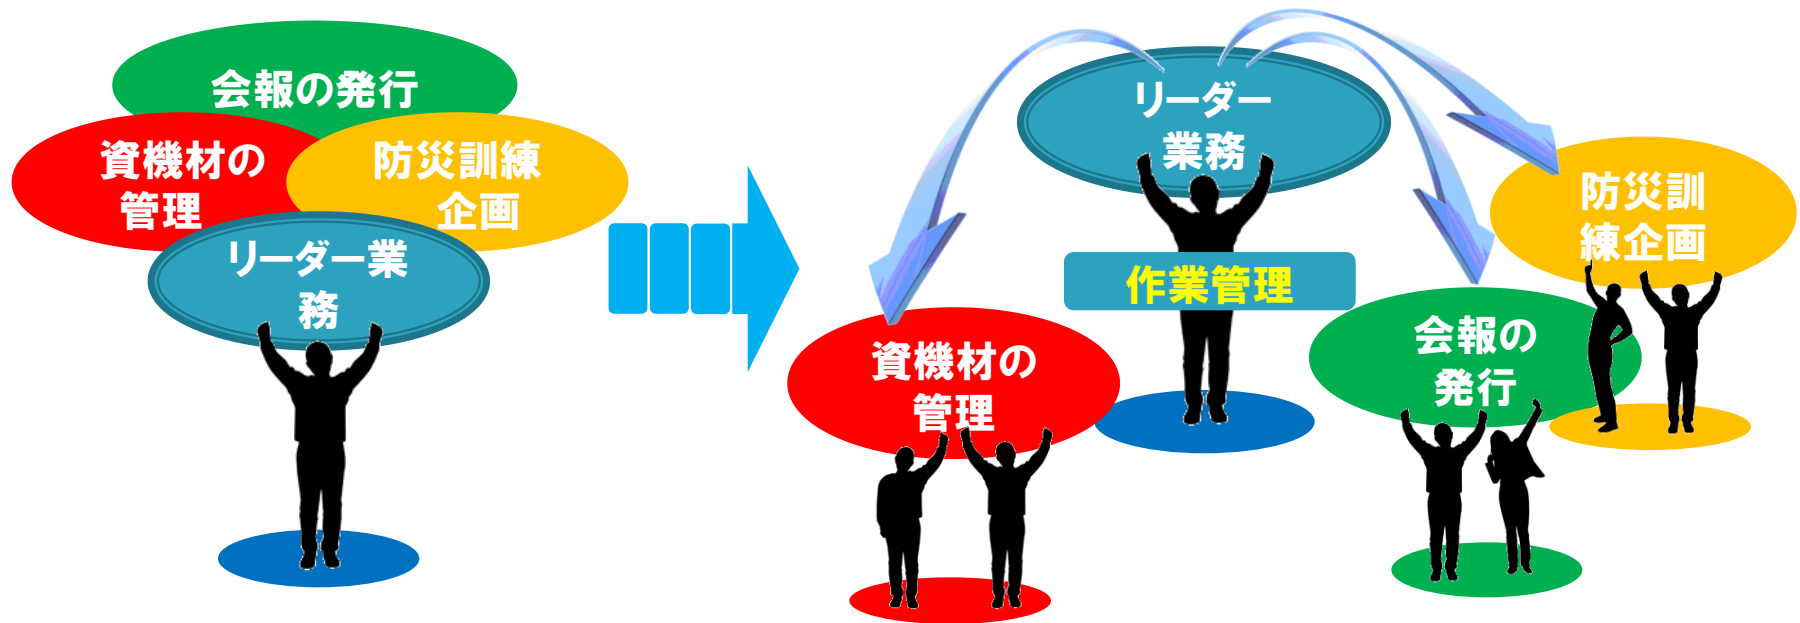 会報の発行
資機材の
管理
防災訓練
企画
リーダー業
務
リーダー
業務
作業管理
資機材の
管理
会報の
発行
防災訓
練企画